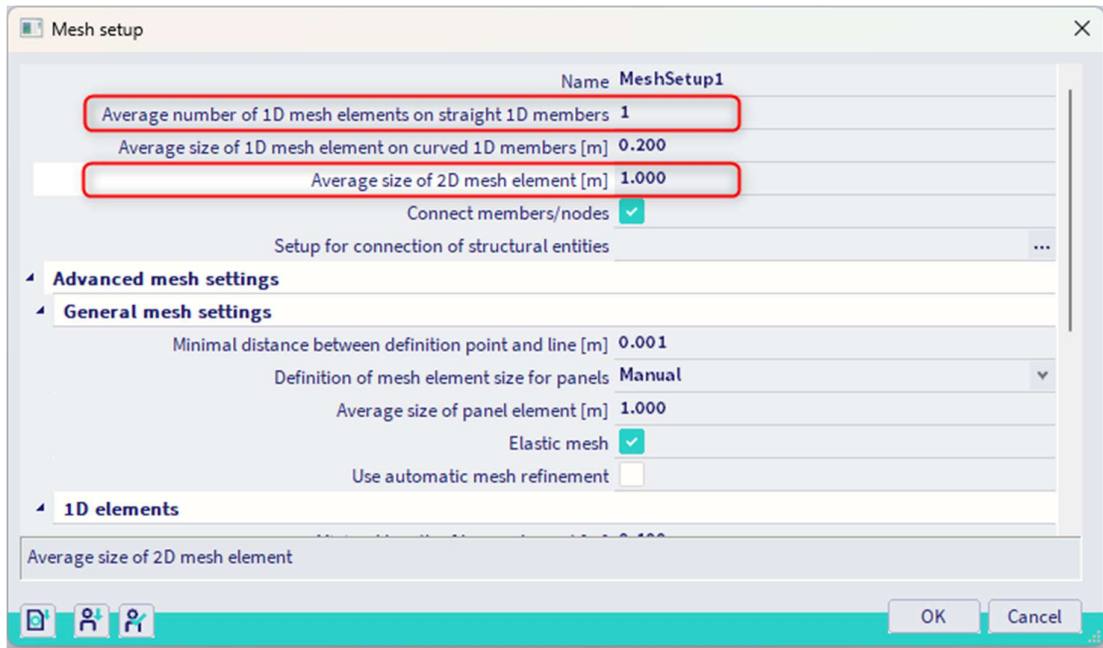 Mesh setup
Name MeshSetup1
Average number of 1D mesh elements on straight 1D members 1
Average size of 1D mesh element on curved 1D members [m] 0.200
Average size of 2D mesh element [m] 1.000
Connect members/nodes
Setup for connection of structural entities ...
Advanced mesh settings
General mesh settings
Minimal distance between definition point and line [m] 0.001
Definition of mesh element size for panels Manual
Average size of panel element [m] 1.000
Elastic mesh
Use automatic mesh refinement
1D elements
Average size of 2D mesh element
OK Cancel